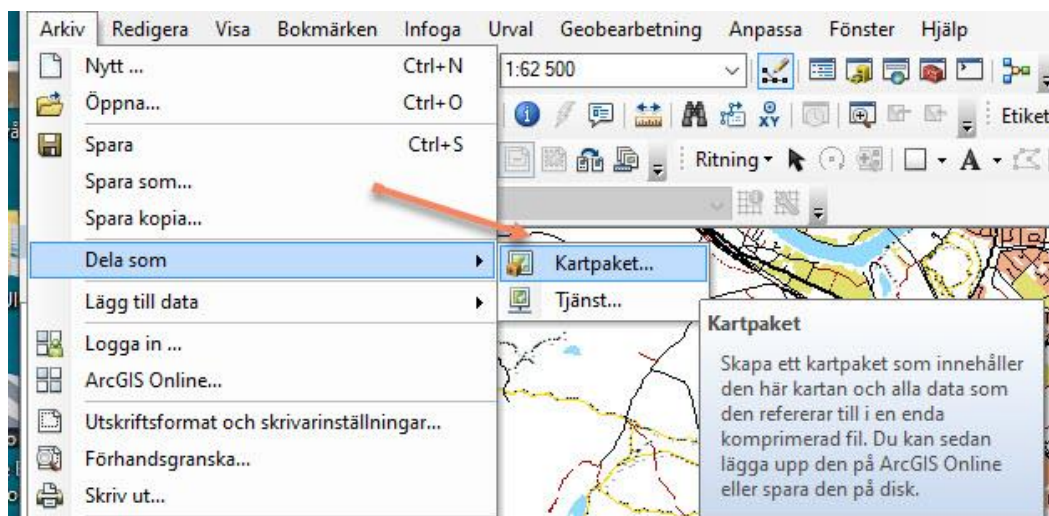 Arkiv Redigera Visa Bokmärken Infoga Urval Geobearbetning Anpassa Fönster Hjälp
Nytt ... Ctrl+N
1:62 500
Öppna... Ctrl+O
Spara Ctrl+S
Spara som...
Spara kopia...
Ritning
A
XY
Dela som
Kartpaket...
Tjänst...
Lägg till data
Logga in ...
ArcGIS Online...
Utskriftsformat och skrivarinställningar...
Förhandsgranska...
Skriv ut...
Kartpaket
Skapa ett kartpaket som innehåller
den här kartan och alla data som
den refererar till i en enda
komprimerad fil. Du kan sedan
lägga upp den på ArcGIS Online
eller spara den på disk.